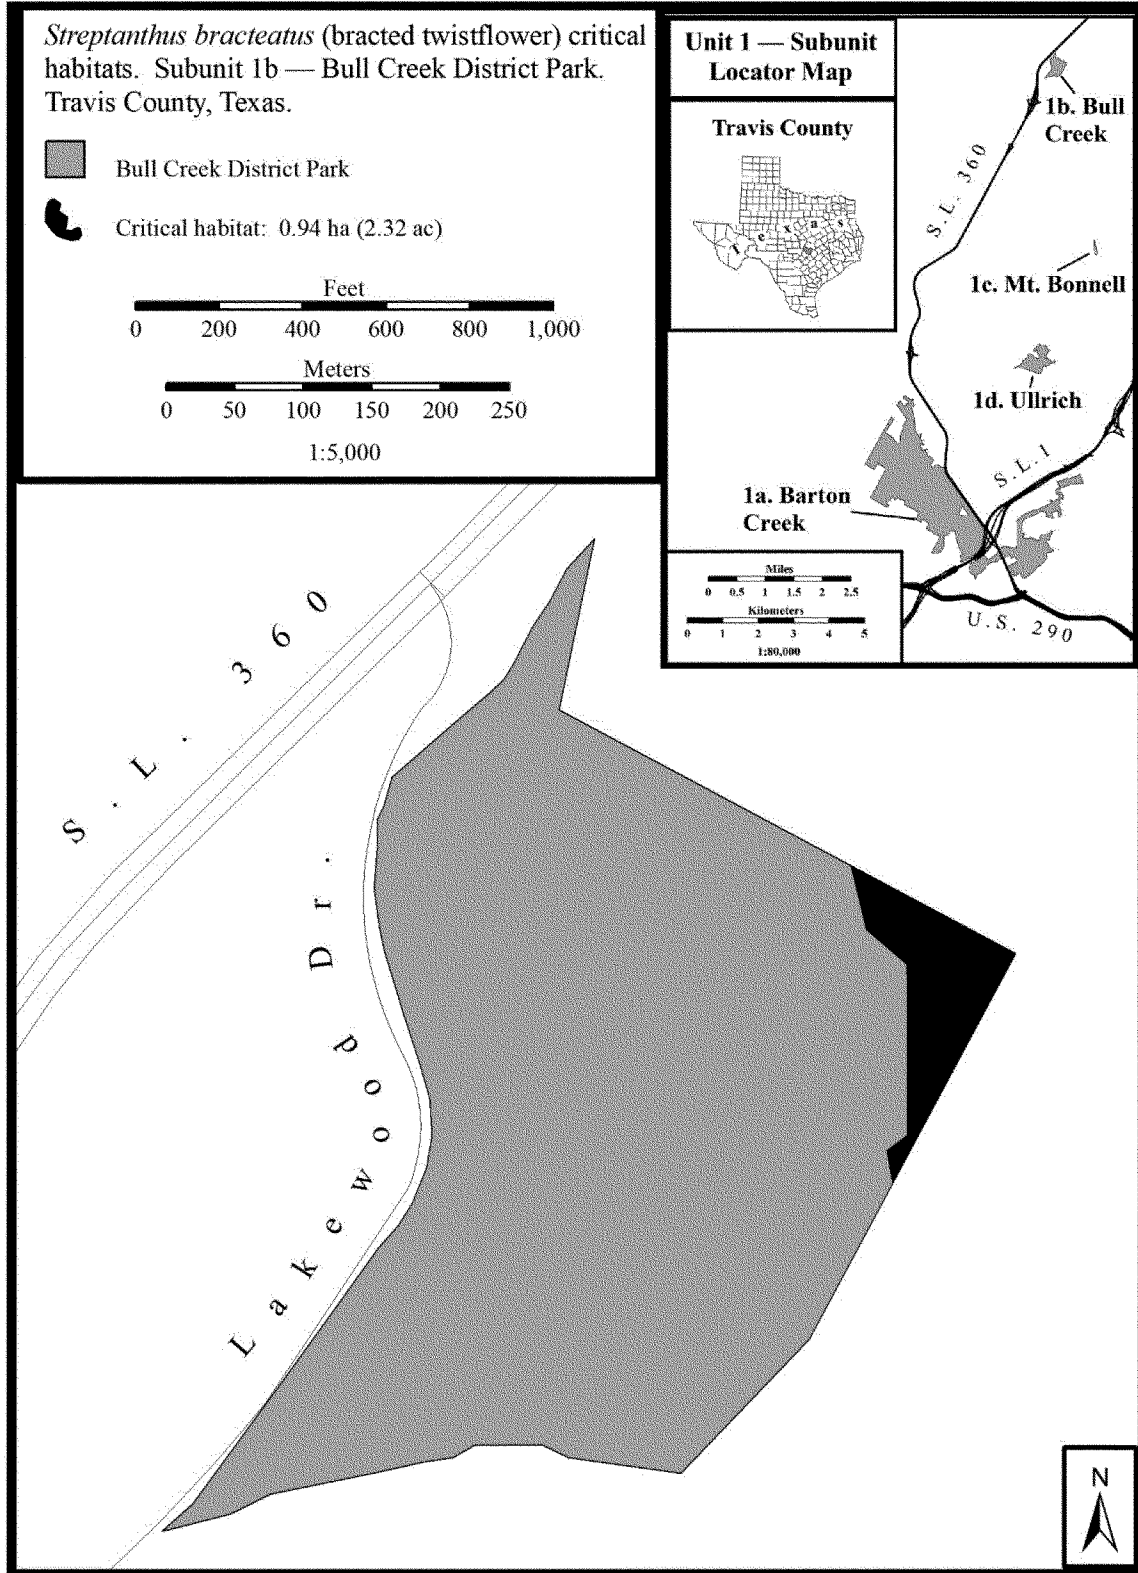 Streptanthus bracteatus (bracted twistflower) critical
habitats. Subunit 1b — Bull Creek District Park.
Travis County, Texas.
Bull Creek District Park
Critical habitat: 0.94 ha (2.32 ac)
Feet
0 200 400 600 800 1,000
Meters
0 50 100 150 200 250
1:5,000
Unit 1 — Subunit
Locator Map
Travis County
T e x a s
1b. Bull
Creek
S.L. 360
1c. Mt. Bonnell
1d. Ullrich
S.L.1
1a. Barton
Creek
Miles
0 0.5 1 1.5 2 2.5
Kilometers
0 1 2 3 4 5
1:80,000
U.S. 290
S.L. 360
Lakewood Dr.
N